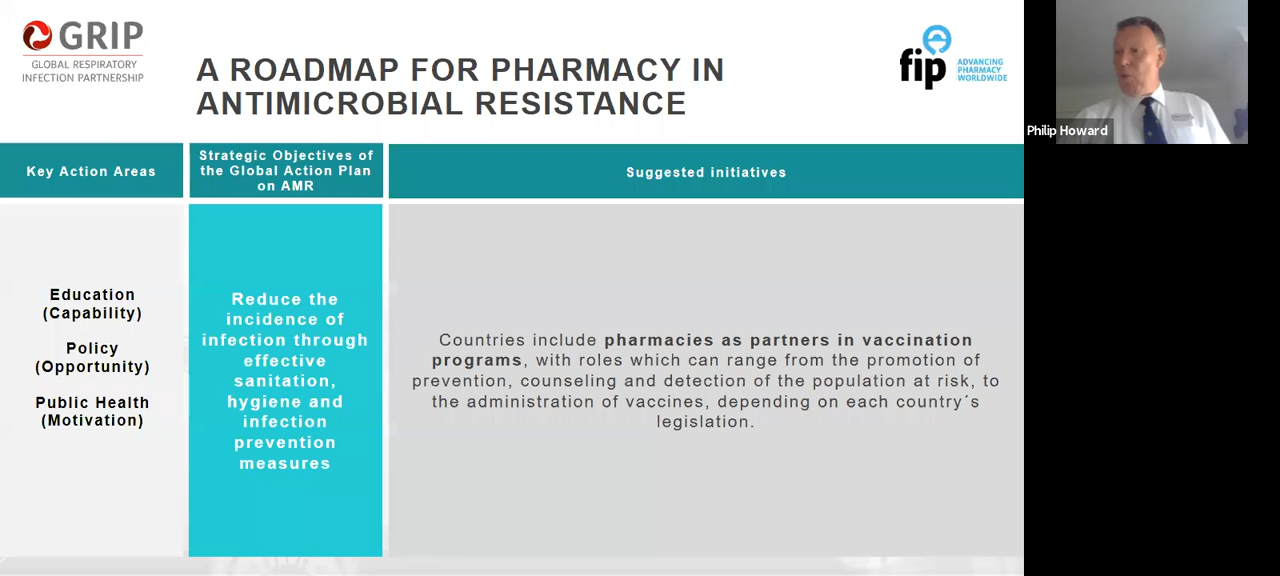 GRIP
GLOBAL RESPIRATORY
INFECTION PARTNERSHIP
A ROADMAP FOR PHARMACY IN
ANTIMICROBIAL RESISTANCE
fip
ADVANCING
PHARMACY
WORLDWIDE
Philip Howard
Key Action Areas
Strategic Objectives of
the Global Action Plan
on AMR
Suggested initiatives
Education
(Capability)
Policy
(Opportunity)
Public Health
(Motivation)
Reduce the
incidence of
infection through
effective
sanitation,
hygiene and
infection
prevention
measures
Countries include pharmacies as partners in vaccination
programs, with roles which can range from the promotion of
prevention, counseling and detection of the population at risk, to
the administration of vaccines, depending on each country´s
legislation.